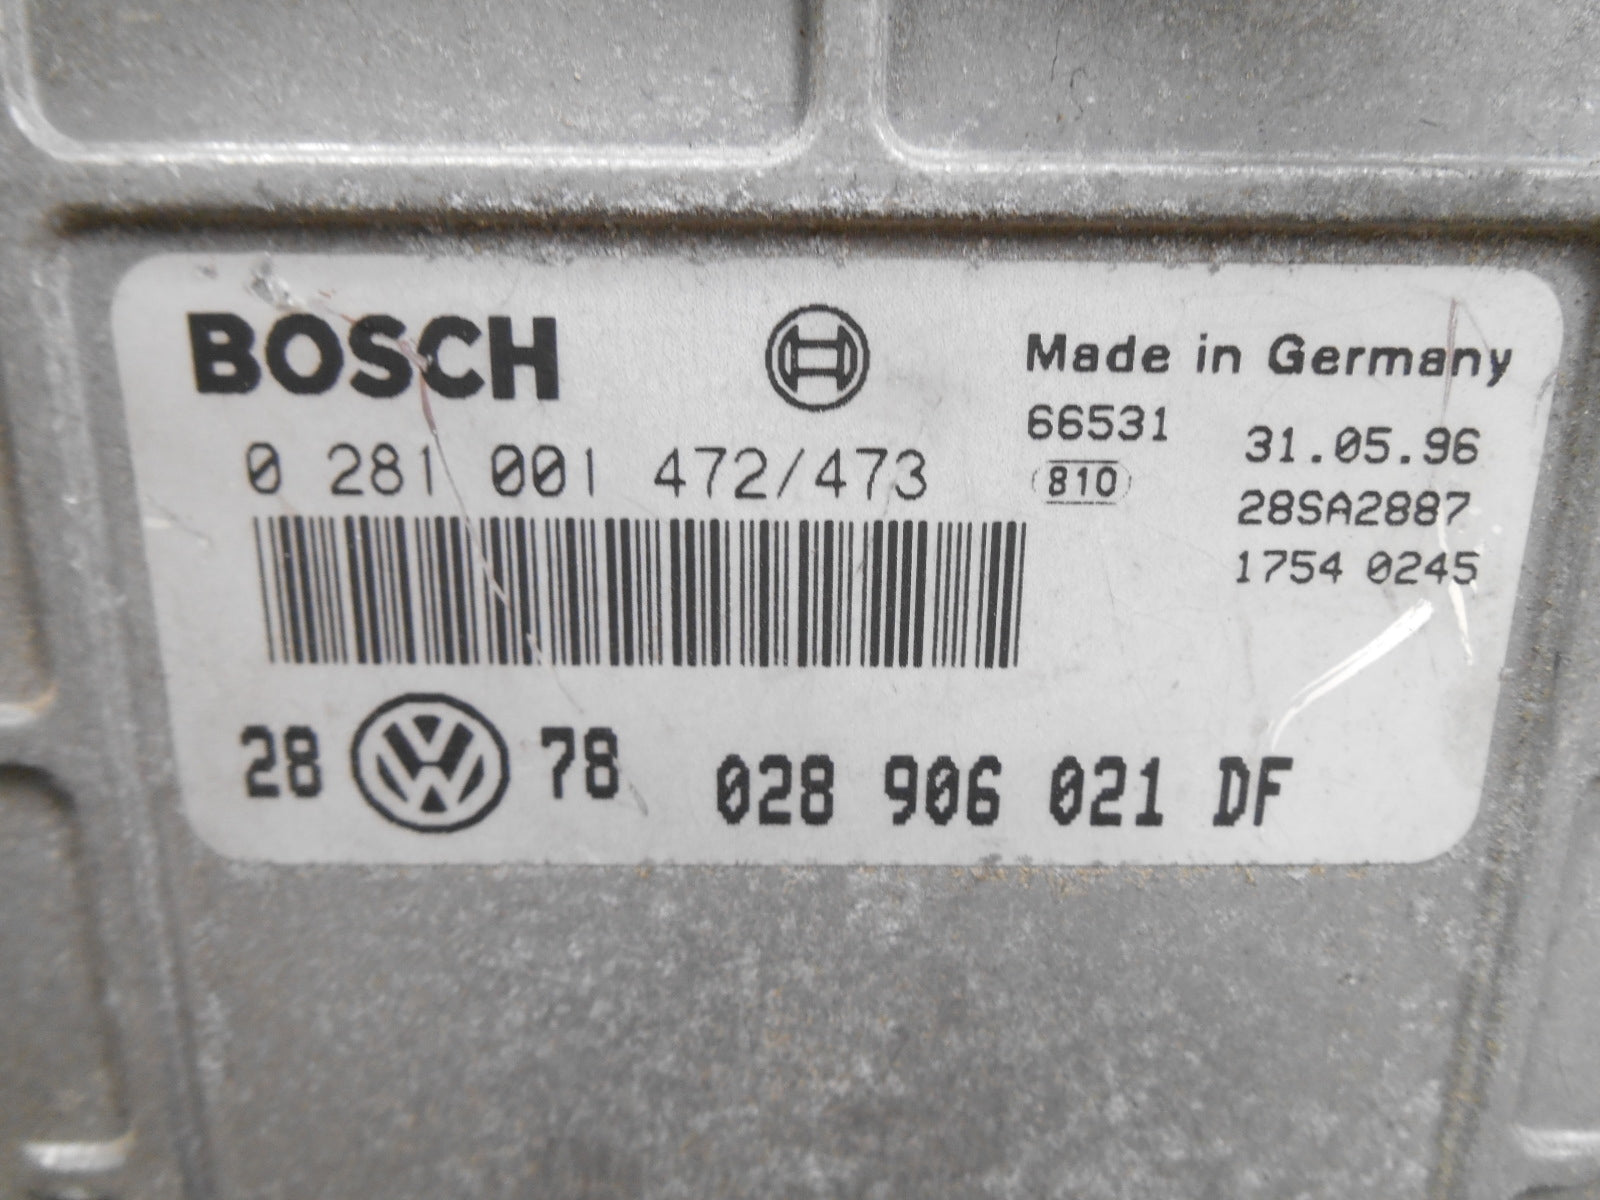 BOSCH
Made in Germany
0 281 001 472/473
66531
31.05.96
810
28SA2887
1754 0245
28 VW 78 028 906 021 DF